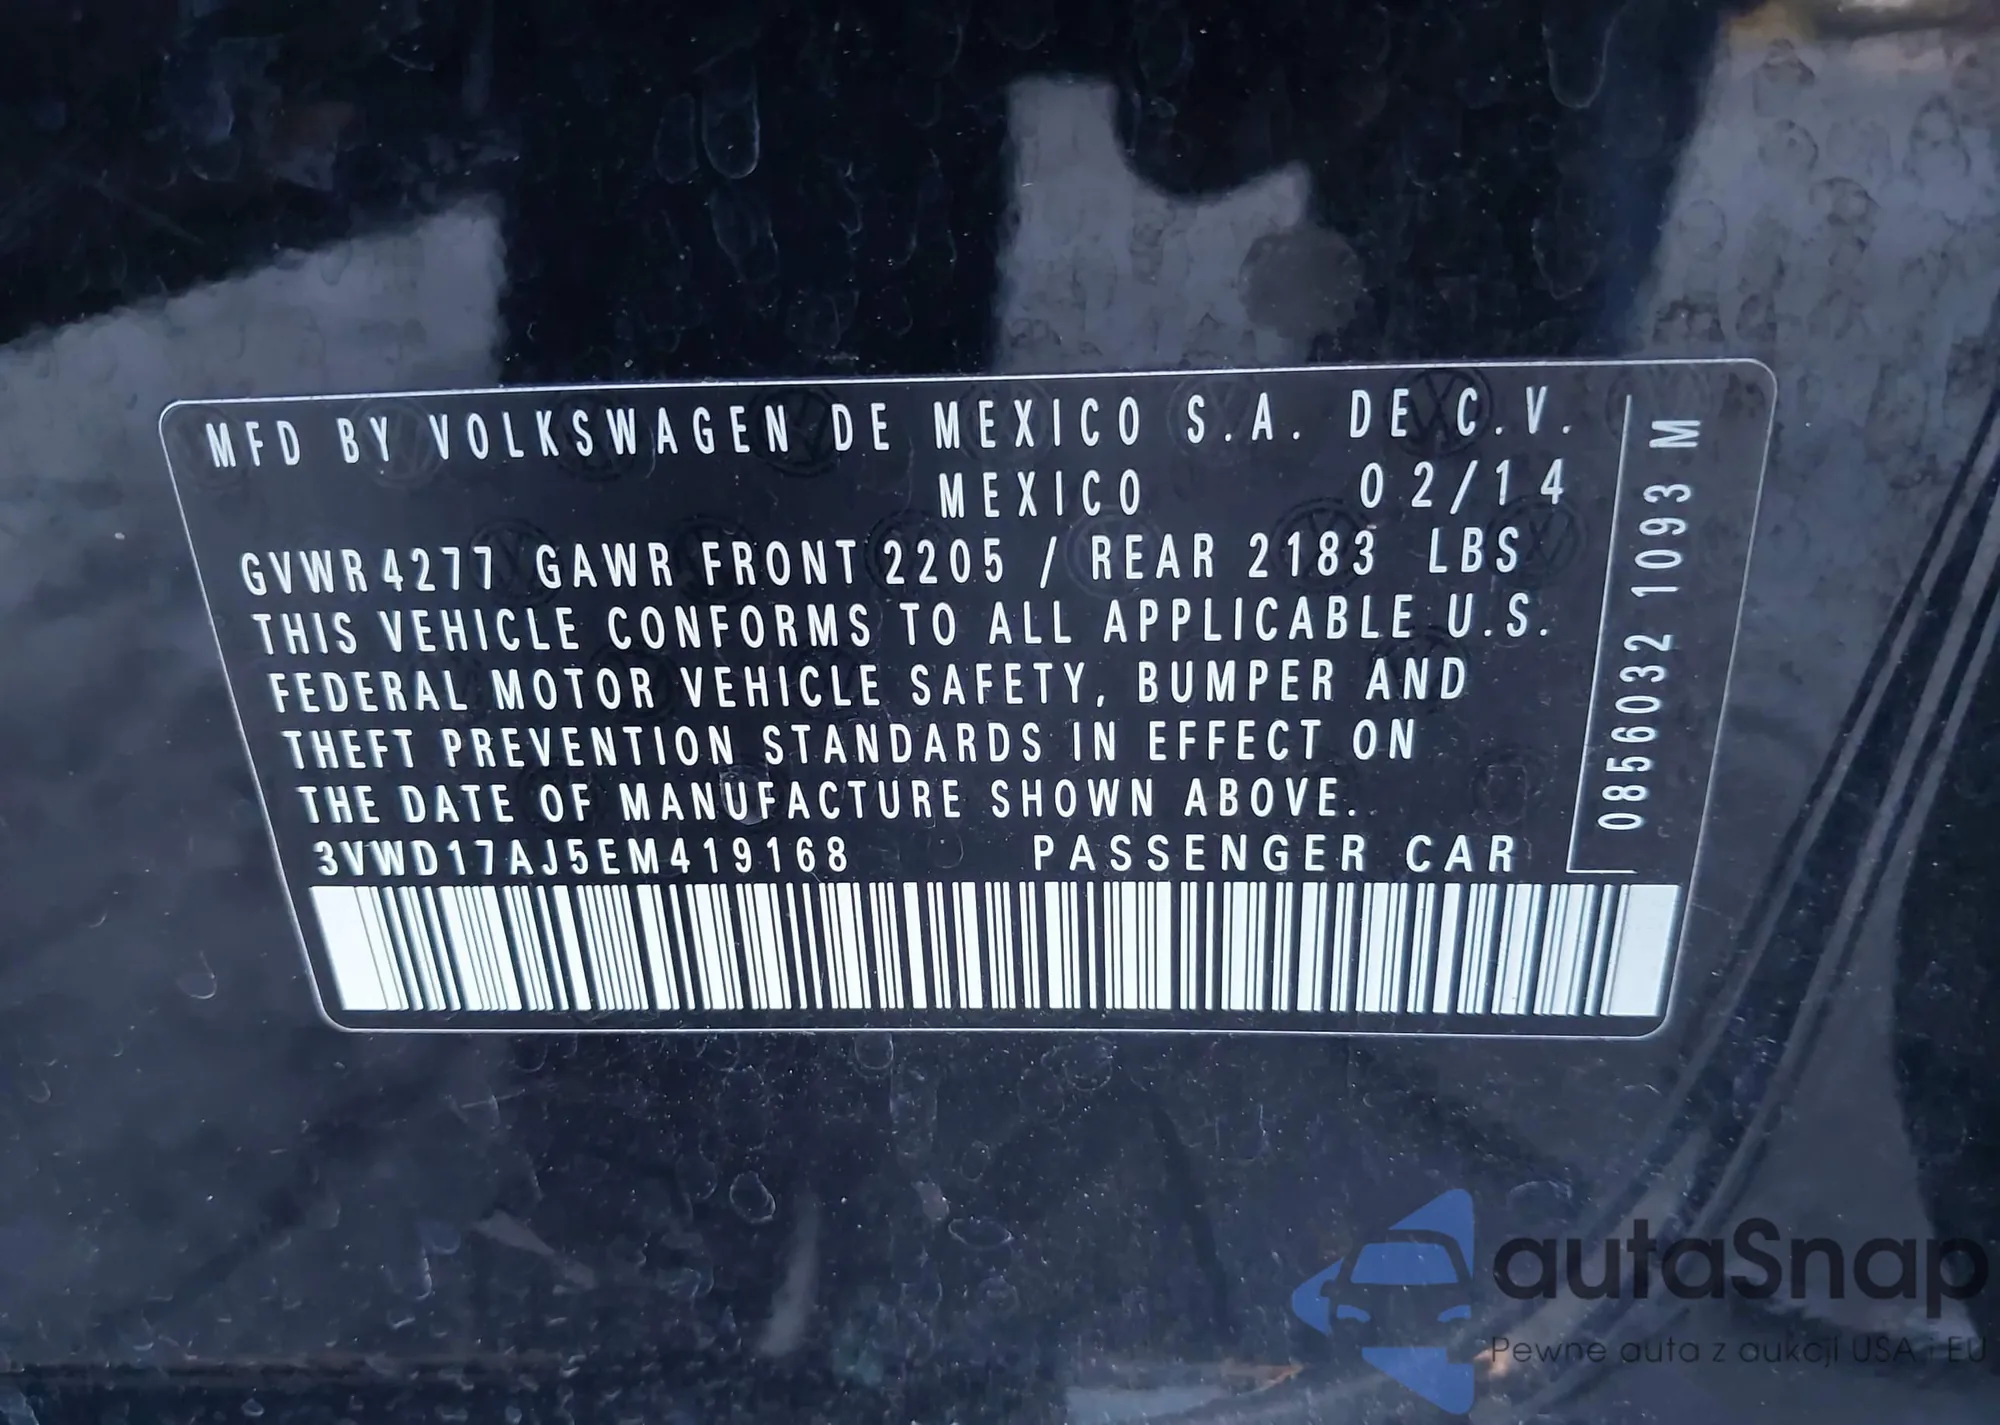 MFD BY VOLKSWAGEN DE MEXICO S.A. DE C.V.
MEXICO 02/14
GVWR 4277 GAWR FRONT 2205 / REAR 2183 LBS
THIS VEHICLE CONFORMS TO ALL APPLICABLE U.S.
FEDERAL MOTOR VEHICLE SAFETY, BUMPER AND
THEFT PREVENTION STANDARDS IN EFFECT ON
THE DATE OF MANUFACTURE SHOWN ABOVE.
3VWD17AJ5EM419168 PASSENGER CAR
0856032 1093 M
autaSnap
Pewne auta z aukcji USA i EU